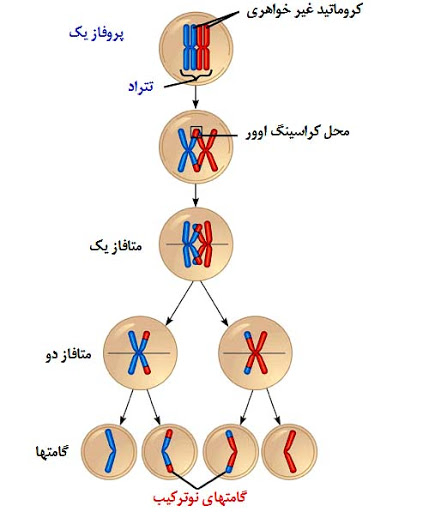 کروماتید غیر خواهری
پروفاز یک
تتراد
محل کراسینگ اوور
متافاز یک
متافاز دو
گامتها
گامتهای نوترکیب